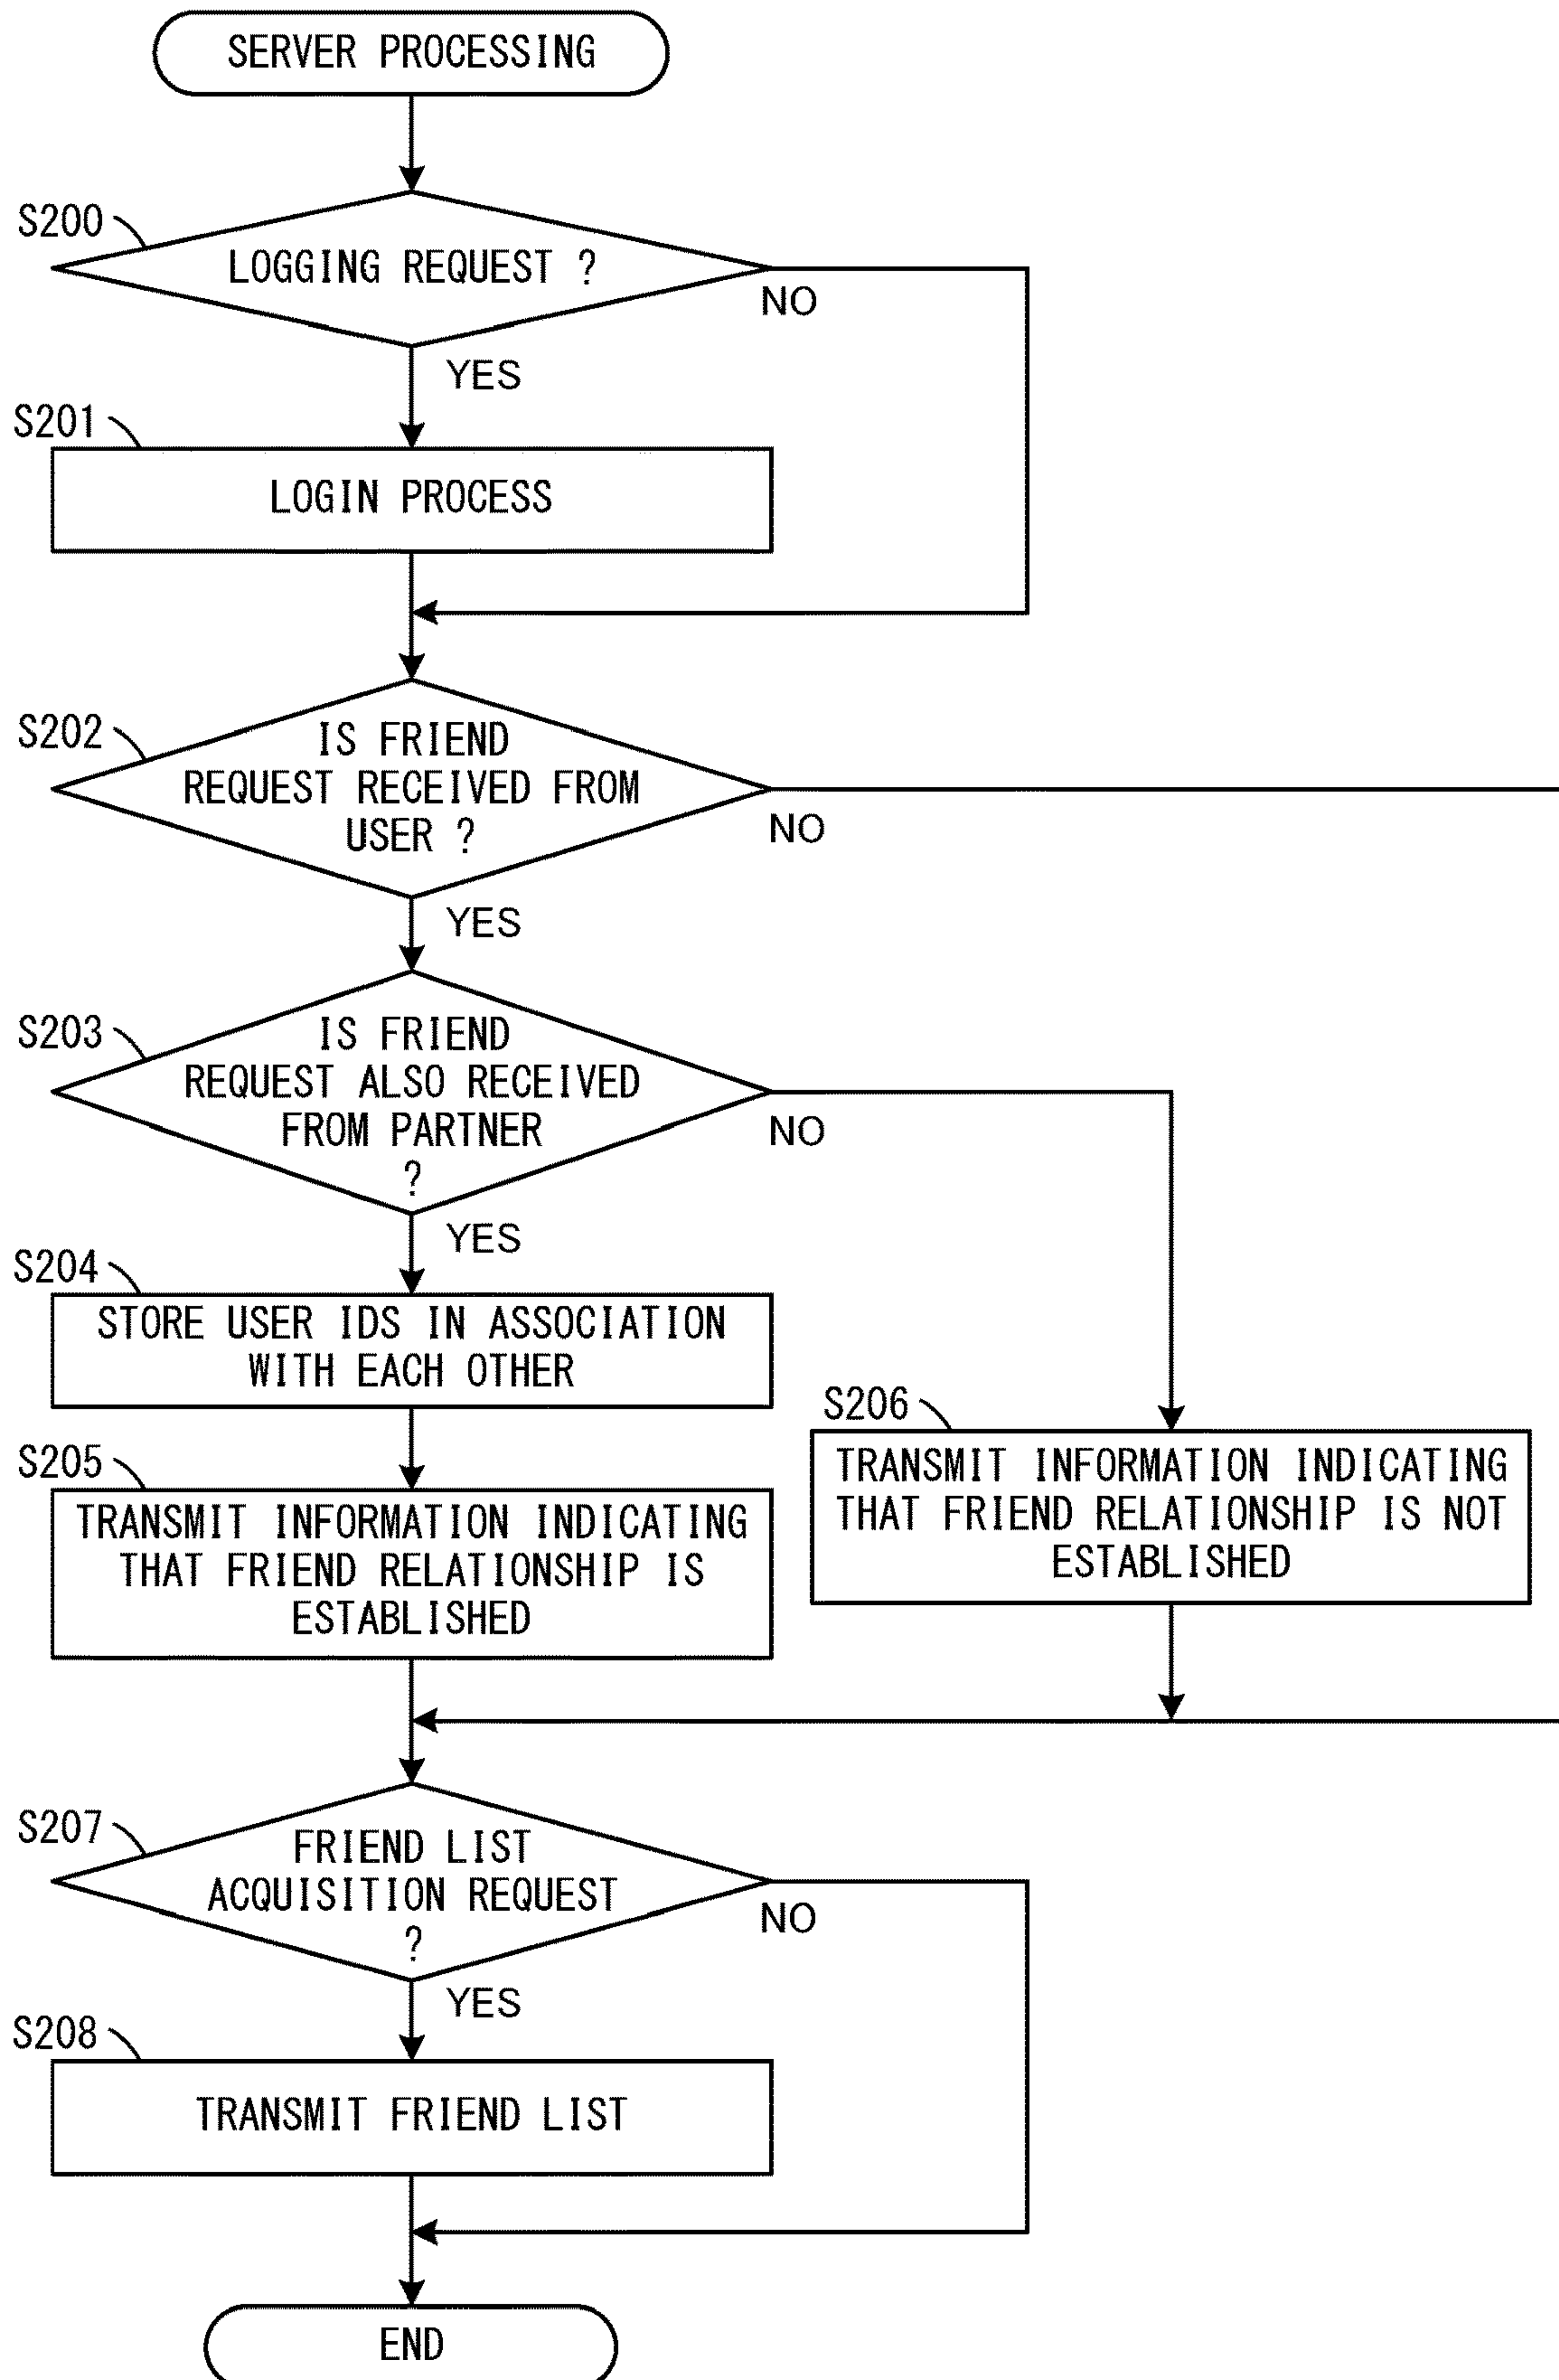 SERVER PROCESSING
S200
LOGGING REQUEST ?
NO
YES
S201
LOGIN PROCESS
S202
IS FRIEND
REQUEST RECEIVED FROM
USER ?
NO
YES
S203
IS FRIEND
REQUEST ALSO RECEIVED
FROM PARTNER
?
NO
YES
S204
STORE USER IDS IN ASSOCIATION
WITH EACH OTHER
S205
TRANSMIT INFORMATION INDICATING
THAT FRIEND RELATIONSHIP IS
ESTABLISHED
S206
TRANSMIT INFORMATION INDICATING
THAT FRIEND RELATIONSHIP IS NOT
ESTABLISHED
S207
FRIEND LIST
ACQUISITION REQUEST
?
NO
YES
S208
TRANSMIT FRIEND LIST
END